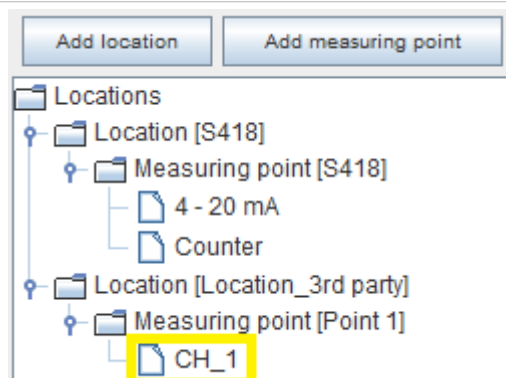 Add location Add measuring point
Locations
Location [S418]
Measuring point [S418]
4 - 20 mA
Counter
Location [Location_3rd party]
Measuring point [Point 1]
CH_1